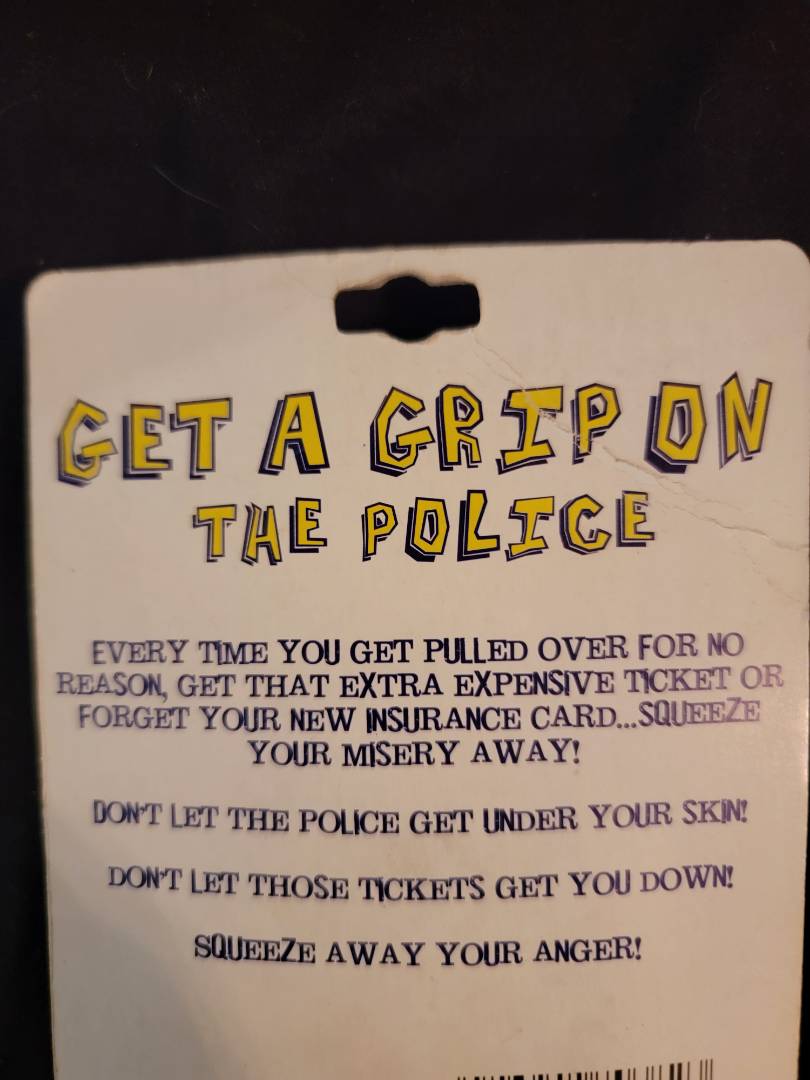 GET A GRIP ON
THE POLICE
EVERY TIME YOU GET PULLED OVER FOR NO
REASON, GET THAT EXTRA EXPENSIVE TICKET OR
FORGET YOUR NEW INSURANCE CARD...SQUEEZE
YOUR MISERY AWAY!
DON'T LET THE POLICE GET UNDER YOUR SKIN!
DON'T LET THOSE TICKETS GET YOU DOWN!
SQUEEZE AWAY YOUR ANGER!